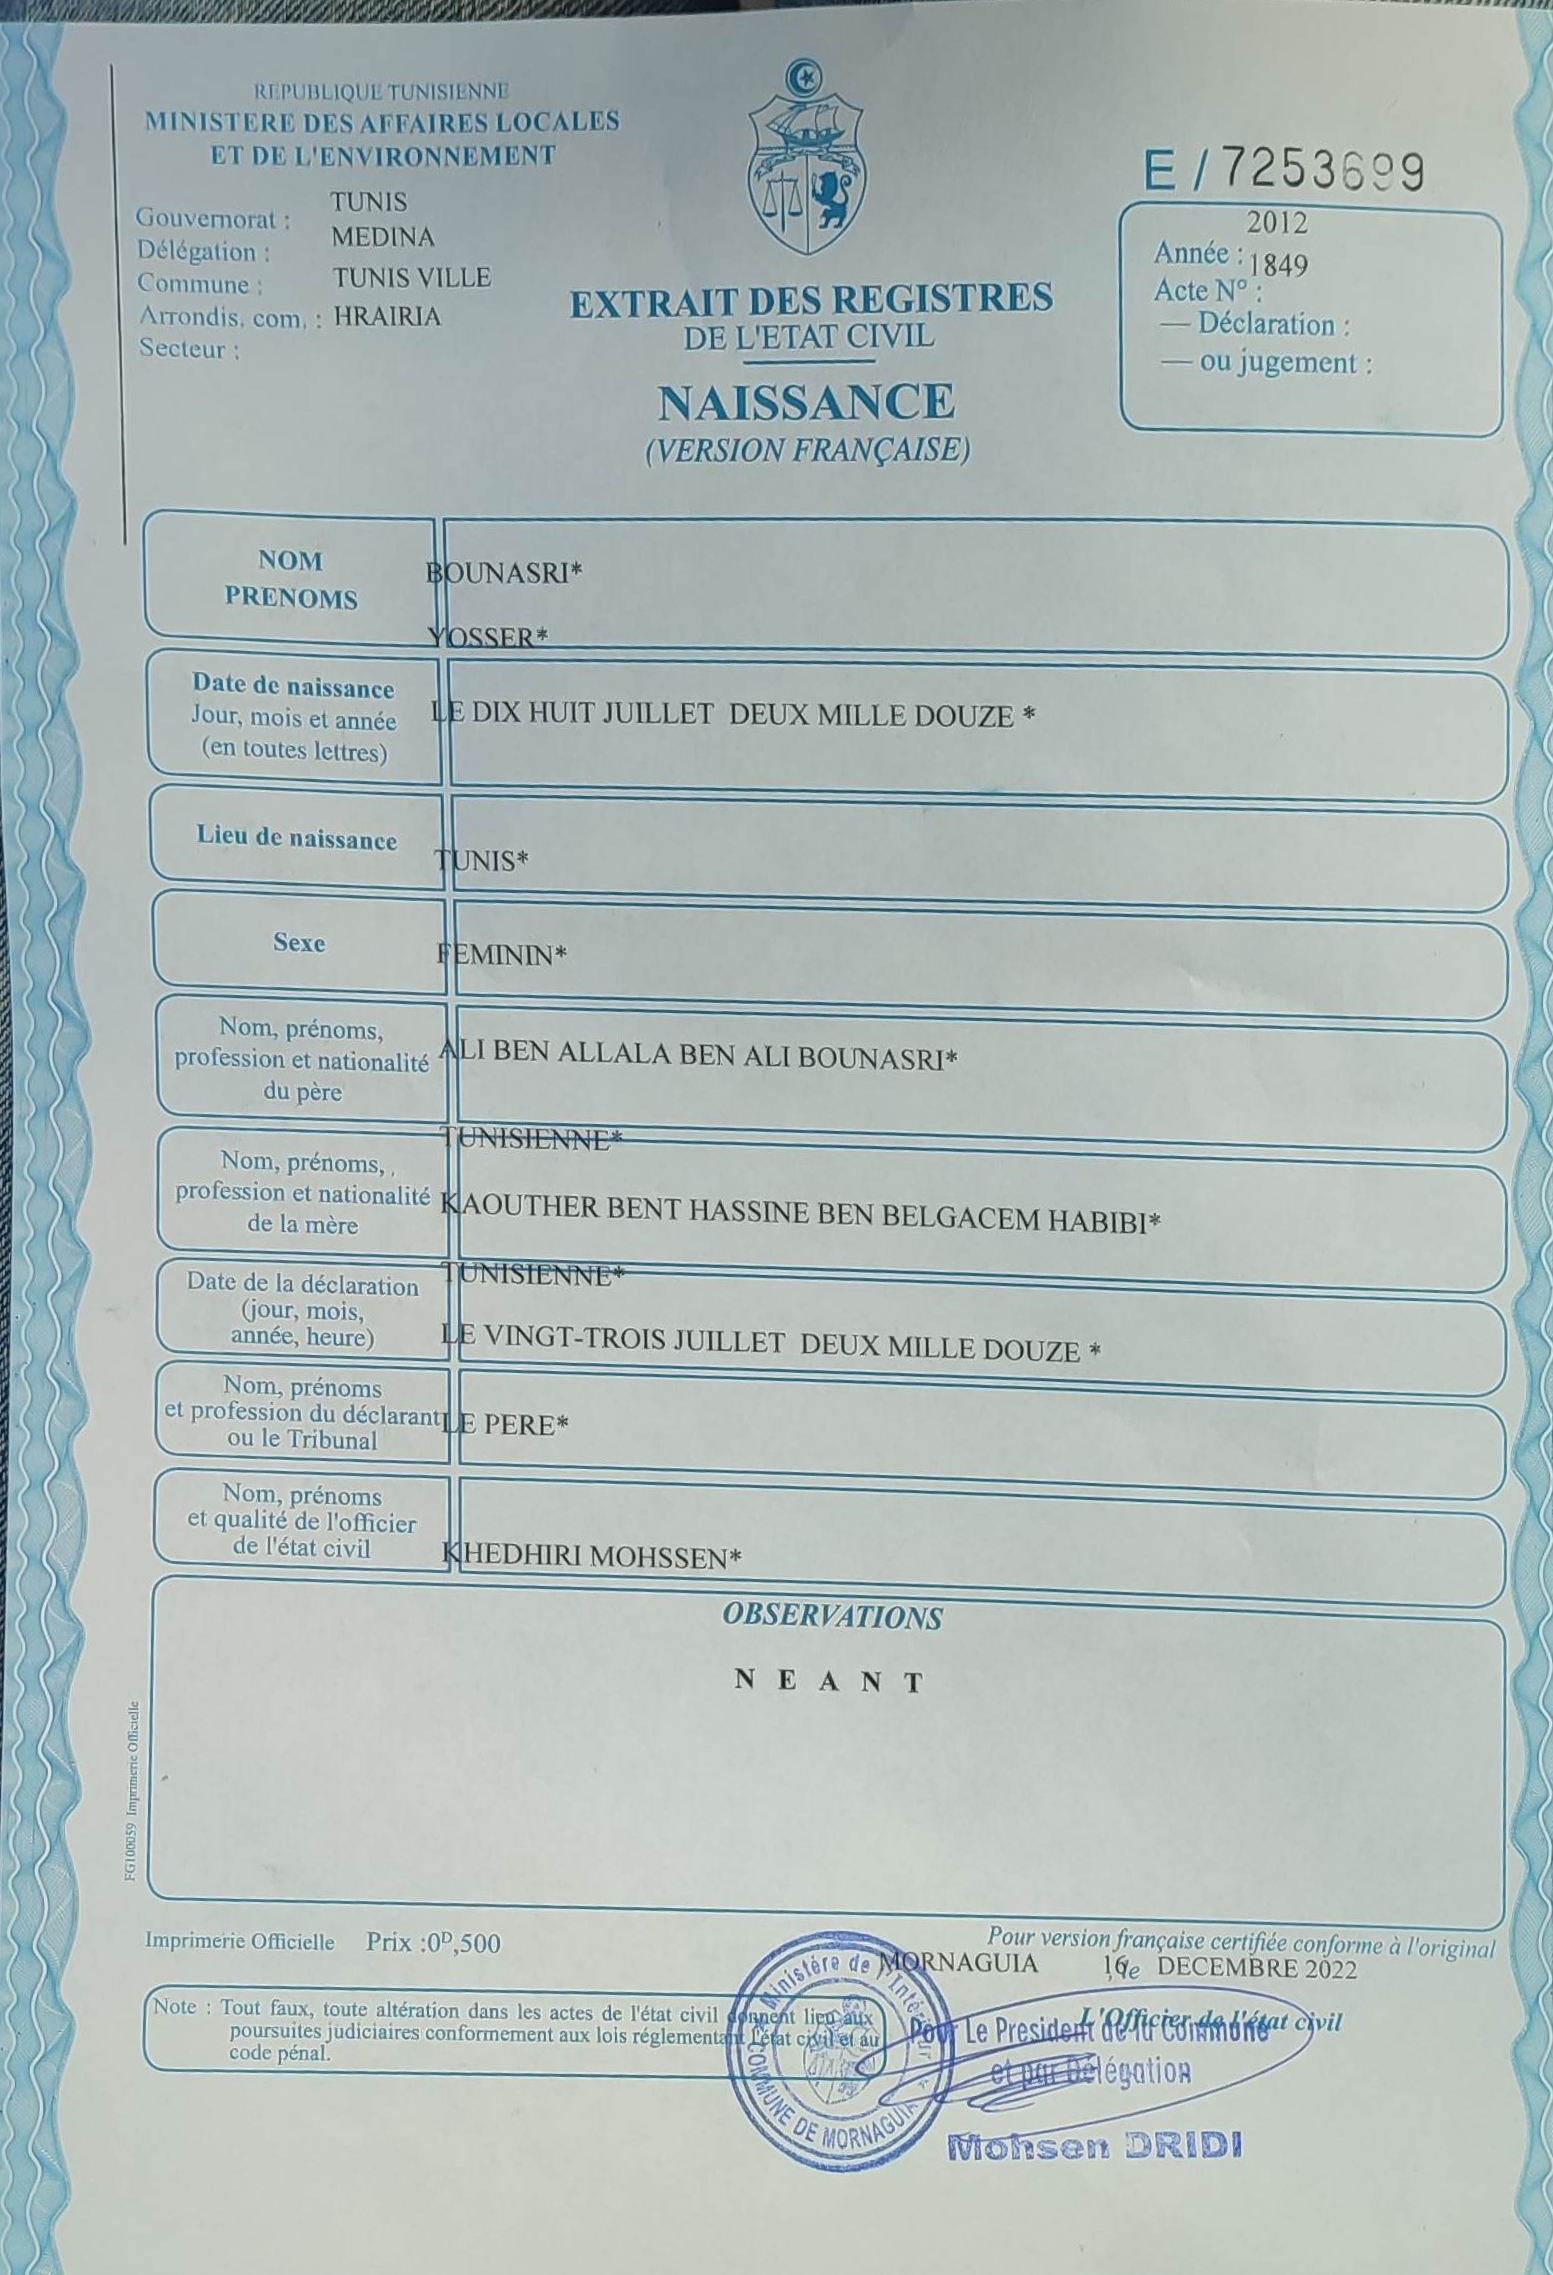 REPUBLIQUE TUNISIENNE
MINISTERE DES AFFAIRES LOCALES
ET DE L'ENVIRONNEMENT
Gouvernorat : TUNIS
Délégation : MEDINA
Commune : TUNIS VILLE
Arrondis. com. : HRAIRIA
Secteur :
EXTRAIT DES REGISTRES
DE L'ETAT CIVIL
NAISSANCE
(VERSION FRANÇAISE)
E / 7253699
2012
Année :
1849
Acte N° :
— Déclaration :
— ou jugement :
NOM
PRENOMS
BOUNASRI*
YOSSER*
Date de naissance
Jour, mois et année
(en toutes lettres)
LE DIX HUIT JUILLET DEUX MILLE DOUZE *
Lieu de naissance
TUNIS*
Sexe
FEMININ*
Nom, prénoms,
profession et nationalité
du père
ALI BEN ALLALA BEN ALI BOUNASRI*
TUNISIENNE*
Nom, prénoms,
profession et nationalité
de la mère
KAOUTHER BENT HASSINE BEN BELGACEM HABIBI*
TUNISIENNE*
Date de la déclaration
(jour, mois,
année, heure)
LE VINGT-TROIS JUILLET DEUX MILLE DOUZE *
Nom, prénoms
et profession du déclarant
ou le Tribunal
LE PERE*
Nom, prénoms
et qualité de l'officier
de l'état civil
KHEDHIRI MOHSSEN*
OBSERVATIONS
N E A N T
FG100059 Imprimerie Officielle
Imprimerie Officielle Prix :0D,500
Pour version française certifiée conforme à l'original
MORNAGUIA 16 DECEMBRE 2022
Note : Tout faux, toute altération dans les actes de l'état civil donnent lieu aux
poursuites judiciaires conformement aux lois réglementant l'état civil et au
code pénal.
L'Officier de l'état civil
Pour Le President de la Commune
et par Délégation
Mohsen DRIDI
Ministère de l'Intérieur
COMMUNE DE MORNAGUIA